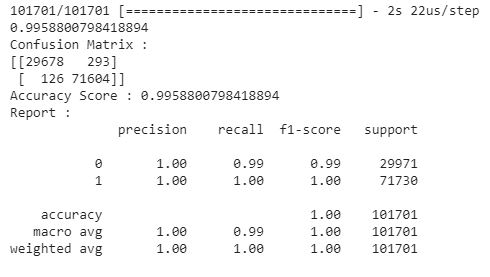 101701/101701 [==============================] - 2s 22us/step
0.9958800798418894
Confusion Matrix :
[[29678   293]
 [  126 71604]]
Accuracy Score : 0.9958800798418894
Report :
              precision    recall  f1-score   support

           0       1.00      0.99      0.99     29971
           1       1.00      1.00      1.00     71730

    accuracy                           1.00    101701
   macro avg       1.00      0.99      1.00    101701
weighted avg       1.00      1.00      1.00    101701